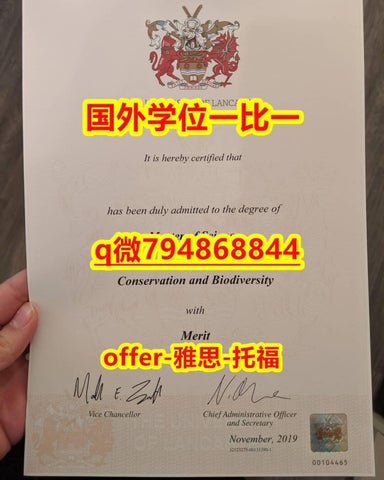 OF LANCA
国外学位一比一
It is hereby certified that
has been duly admitted to the degree of
q微794868844
Conservation and Biodiversity
with
Merit
offer-雅思-托福
Vice Chancellor
Chief Administrative Officer
and Secretary
November, 2019
00104465